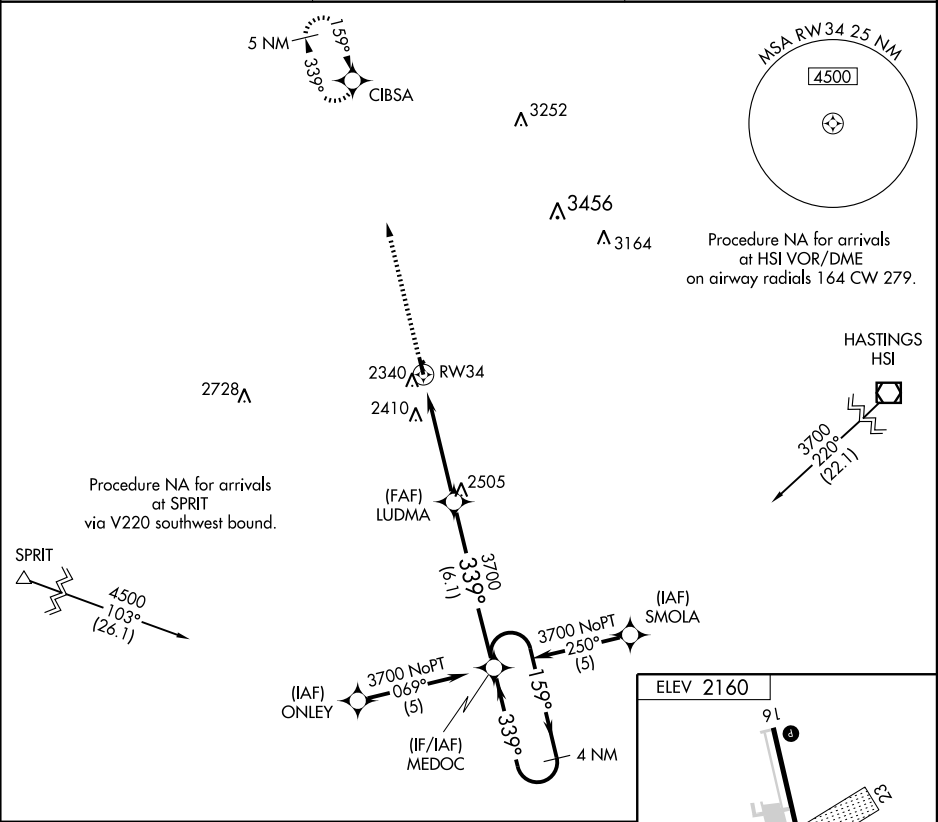 5 NM
159°
339°
CIBSA
MSA RW34 25 NM
4500
3252
3456
3164
Procedure NA for arrivals
at HSI VOR/DME
on airway radials 164 CW 279.
HASTINGS
HSI
3700
220°
(22.1)
2340
RW34
2728
2410
Procedure NA for arrivals
at SPRIT
via V220 southwest bound.
2505
(FAF)
LUDMA
SPRIT
4500
103°
(26.1)
3700
339°
(6.1)
(IAF)
SMOLA
3700 NoPT
250°
(5)
3700 NoPT
069°
(5)
(IAF)
ONLEY
159°
339°
(IF/IAF)
MEDOC
4 NM
ELEV 2160
16
P
23